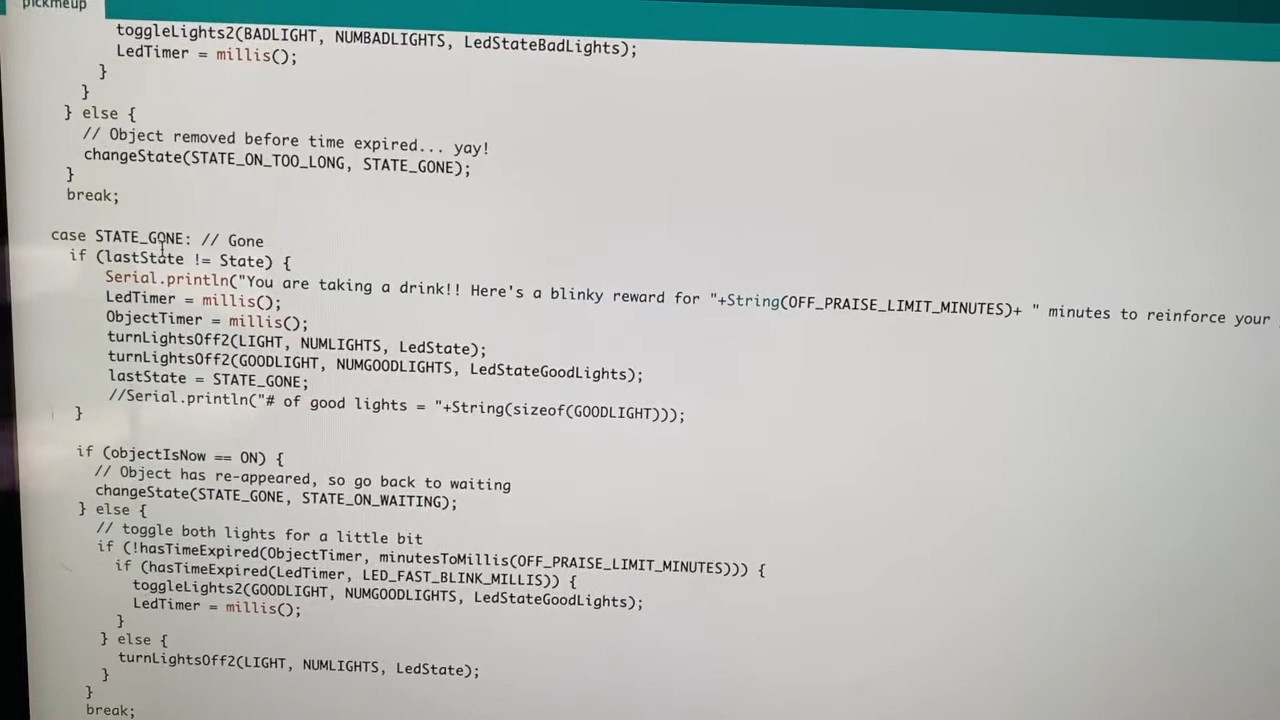 pickmeup
toggleLights2(BADLIGHT, NUMBADLIGHTS, LedStateBadLights);
LedTimer = millis();
}
}
} else {
// Object removed before time expired... yay!
changeState(STATE_ON_TOO_LONG, STATE_GONE);
}
break;
case STATE_GONE: // Gone
if (lastState != State) {
Serial.println("You are taking a drink!! Here's a blinky reward for "+String(OFF_PRAISE_LIMIT_MINUTES)+ " minutes to reinforce your
LedTimer = millis();
ObjectTimer = millis();
turnLightsOff2(LIGHT, NUMLIGHTS, LedState);
turnLightsOff2(GOODLIGHT, NUMGOODLIGHTS, LedStateGoodLights);
lastState = STATE_GONE;
//Serial.println("# of good lights = "+String(sizeof(GOODLIGHT)));
}
if (objectIsNow == ON) {
// Object has re-appeared, so go back to waiting
changeState(STATE_GONE, STATE_ON_WAITING);
} else {
// toggle both lights for a little bit
if (!hasTimeExpired(ObjectTimer, minutesToMillis(OFF_PRAISE_LIMIT_MINUTES))) {
if (hasTimeExpired(LedTimer, LED_FAST_BLINK_MILLIS)) {
toggleLights2(GOODLIGHT, NUMGOODLIGHTS, LedStateGoodLights);
LedTimer = millis();
}
} else {
turnLightsOff2(LIGHT, NUMLIGHTS, LedState);
}
}
break;